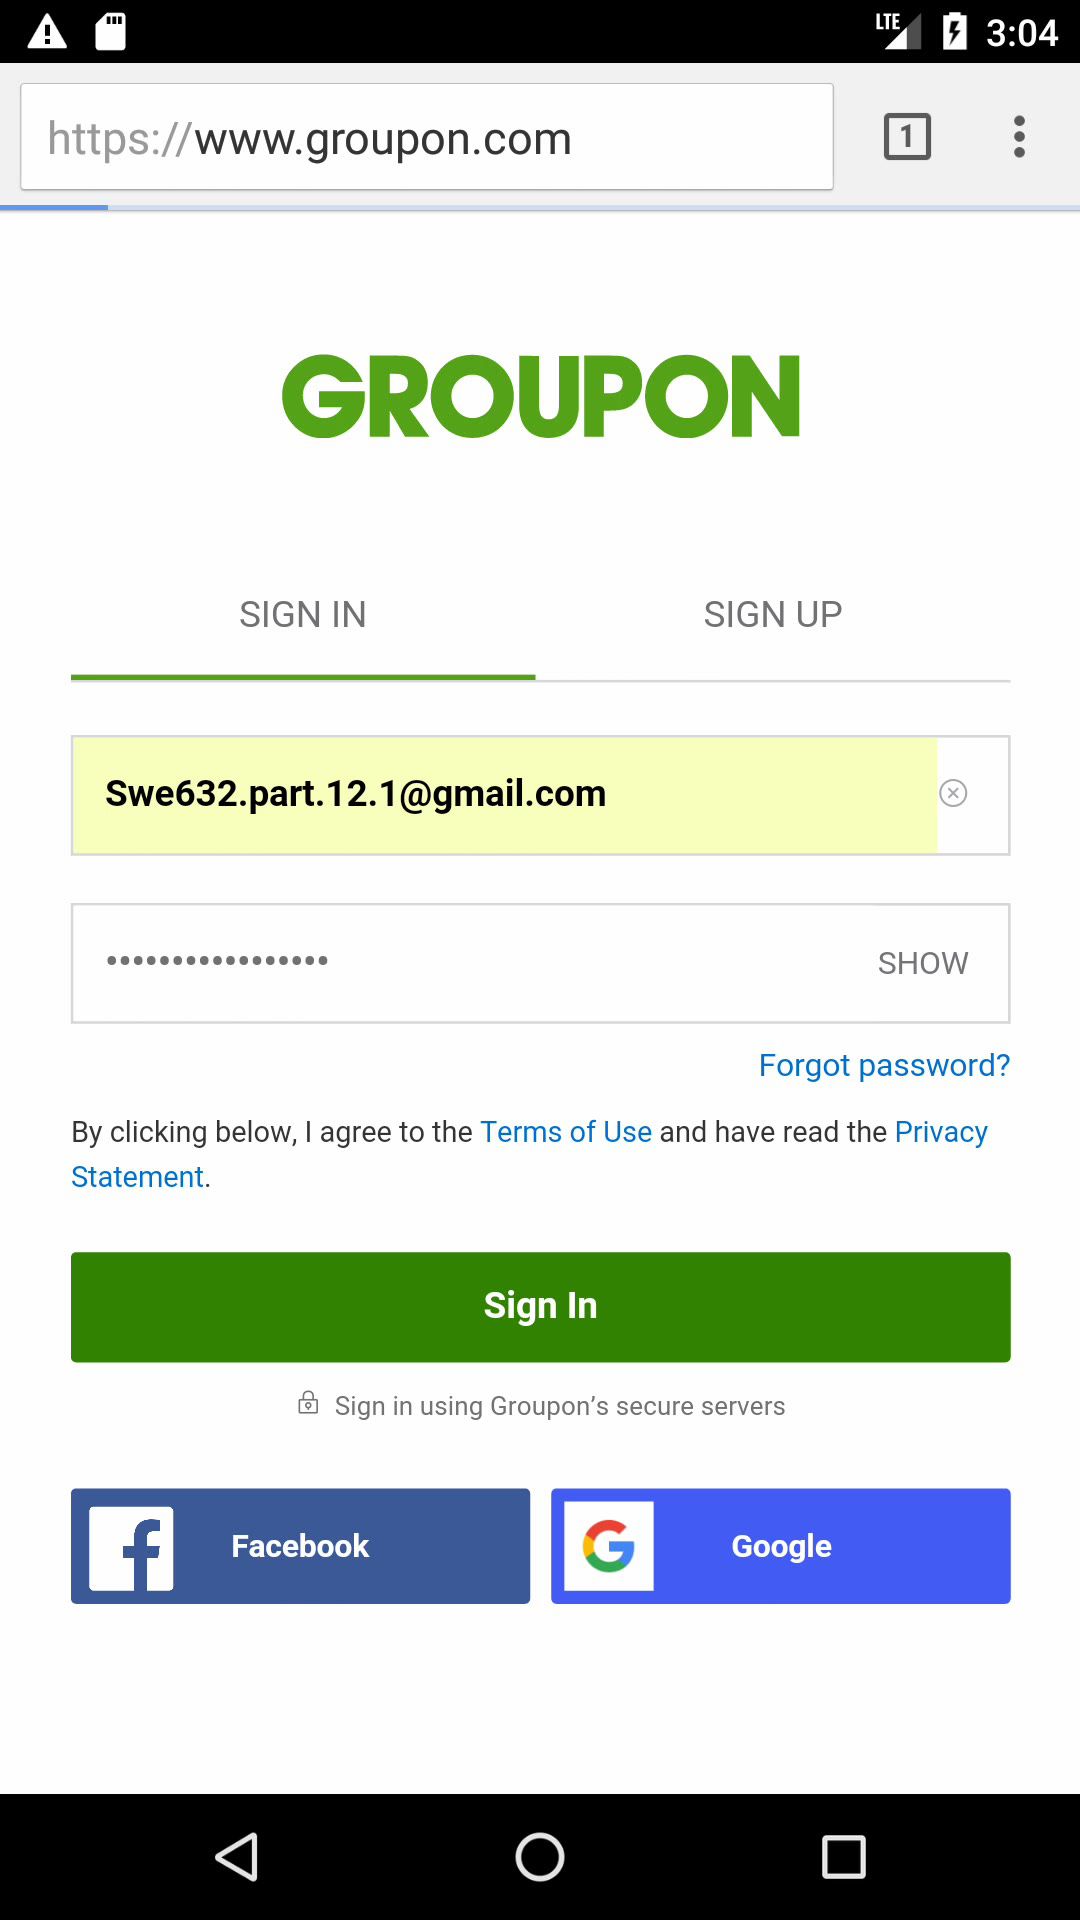 LTE 3:04
https://www.groupon.com 1
GROUPON
SIGN IN SIGN UP
Swe632.part.12.1@gmail.com
••••••••••••••••• SHOW
Forgot password?
By clicking below, I agree to the Terms of Use and have read the Privacy
Statement.
Sign In
Sign in using Groupon’s secure servers
Facebook Google